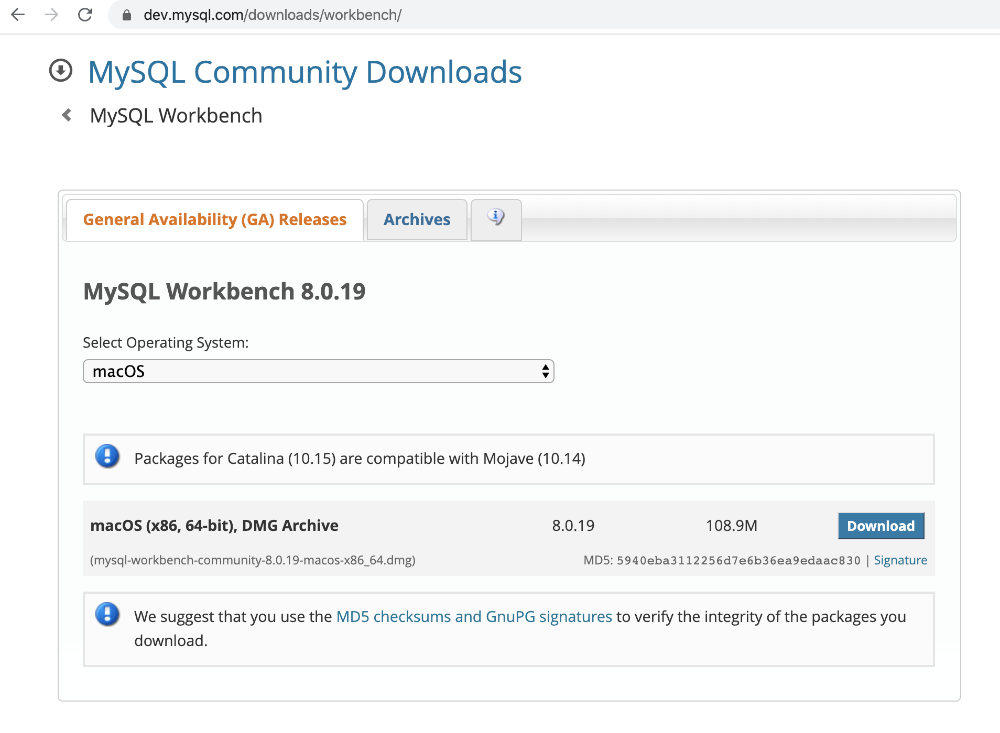 dev.mysql.com/downloads/workbench/
MySQL Community Downloads
MySQL Workbench
General Availability (GA) Releases
Archives
MySQL Workbench 8.0.19
Select Operating System:
macOS
Packages for Catalina (10.15) are compatible with Mojave (10.14)
macOS (x86, 64-bit), DMG Archive 8.0.19 108.9M Download
(mysql-workbench-community-8.0.19-macos-x86_64.dmg) MD5: 5940eba3112256d7e6b36ea9edaac830 | Signature
We suggest that you use the MD5 checksums and GnuPG signatures to verify the integrity of the packages you
download.